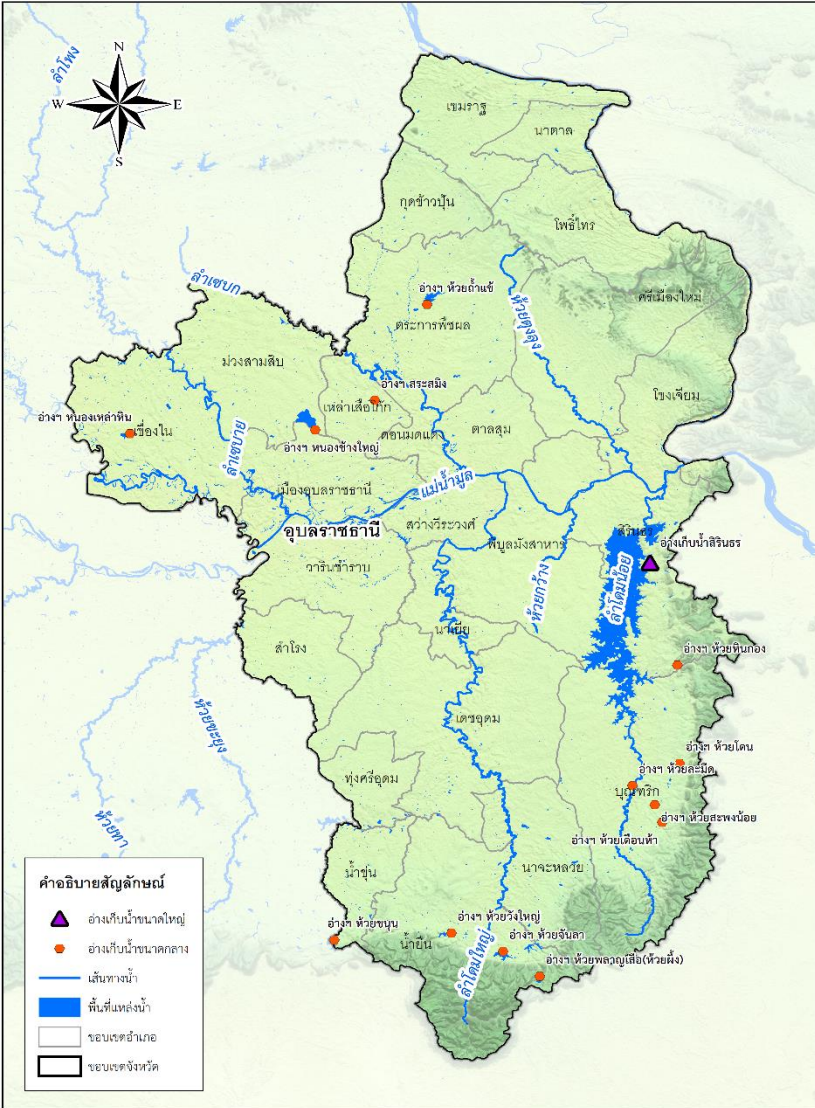 N
W
E
S
ลำโพง
เขมราฐ
นาตาล
กุดข้าวปุ้น
โพธิ์ไทร
ลำเซบก
อ่างฯ ห้วยถ้ำแข้
ห้วยตุงลุง
ศรีเมืองใหม่
ตระการพืชผล
ม่วงสามสิบ
อ่างฯ สระสมิง
โขงเจียม
เหล่าเสือโก้ก
อ่างฯ หนองเหล่าหิน
เขื่องใน
อ่างฯ หนองช้างใหญ่
ดอนมดแดง
ตาลสุม
ลำเซบาย
เมืองอุบลราชธานี
แม่น้ำมูล
อุบลราชธานี
สว่างวีระวงศ์
สิรินธร
พิบูลมังสาหาร
อ่างเก็บน้ำสิรินธร
วารินชำราบ
ห้วยกว้าง
ลำโดมน้อย
นาเยีย
สำโรง
อ่างฯ ห้วยหินกอง
ห้วยขะยุง
เดชอุดม
อ่างฯ ห้วยโดน
ทุ่งศรีอุดม
อ่างฯ ห้วยละมืด
บุณฑริก
อ่างฯ ห้วยสะพงน้อย
ห้วยทา
อ่างฯ ห้วยเดือนห้า
น้ำขุ่น
นาจะหลวย
คำอธิบายสัญลักษณ์
อ่างเก็บน้ำขนาดใหญ่
อ่างเก็บน้ำขนาดกลาง
เส้นทางน้ำ
พื้นที่แหล่งน้ำ
ขอบเขตอำเภอ
ขอบเขตจังหวัด
อ่างฯ ห้วยขนุน
อ่างฯ ห้วยวังใหญ่
น้ำยืน
อ่างฯ ห้วยจันลา
ลำโดมใหญ่
อ่างฯ ห้วยพลาญเสือ(ห้วยผึ้ง)